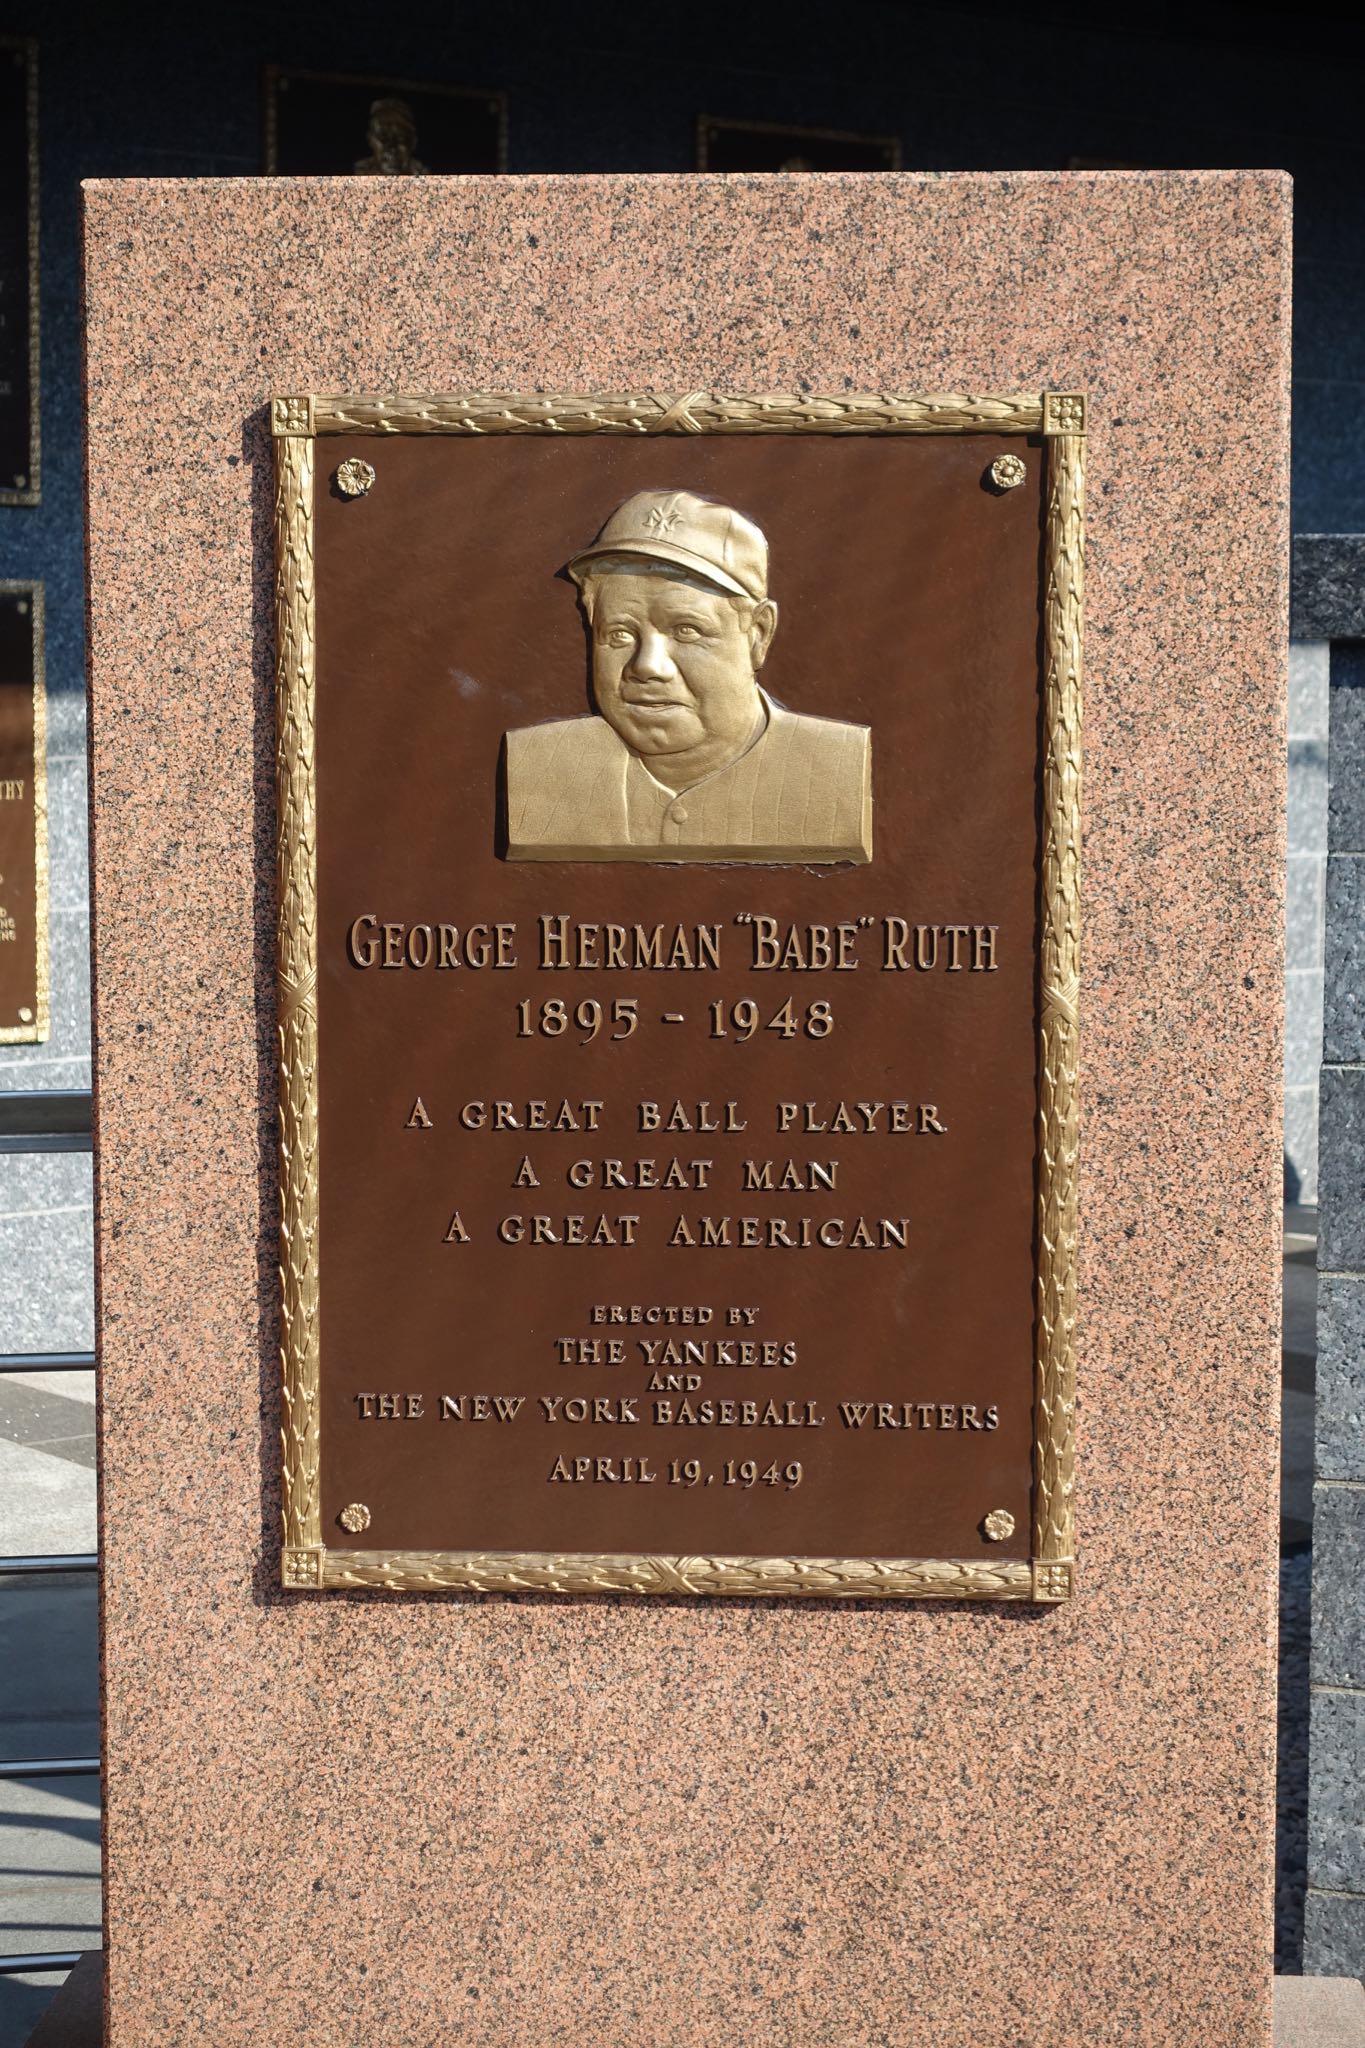 GEORGE HERMAN "BABE" RUTH
1895 - 1948
A GREAT BALL PLAYER
A GREAT MAN
A GREAT AMERICAN
ERECTED BY
THE YANKEES
AND
THE NEW YORK BASEBALL WRITERS
APRIL 19, 1949